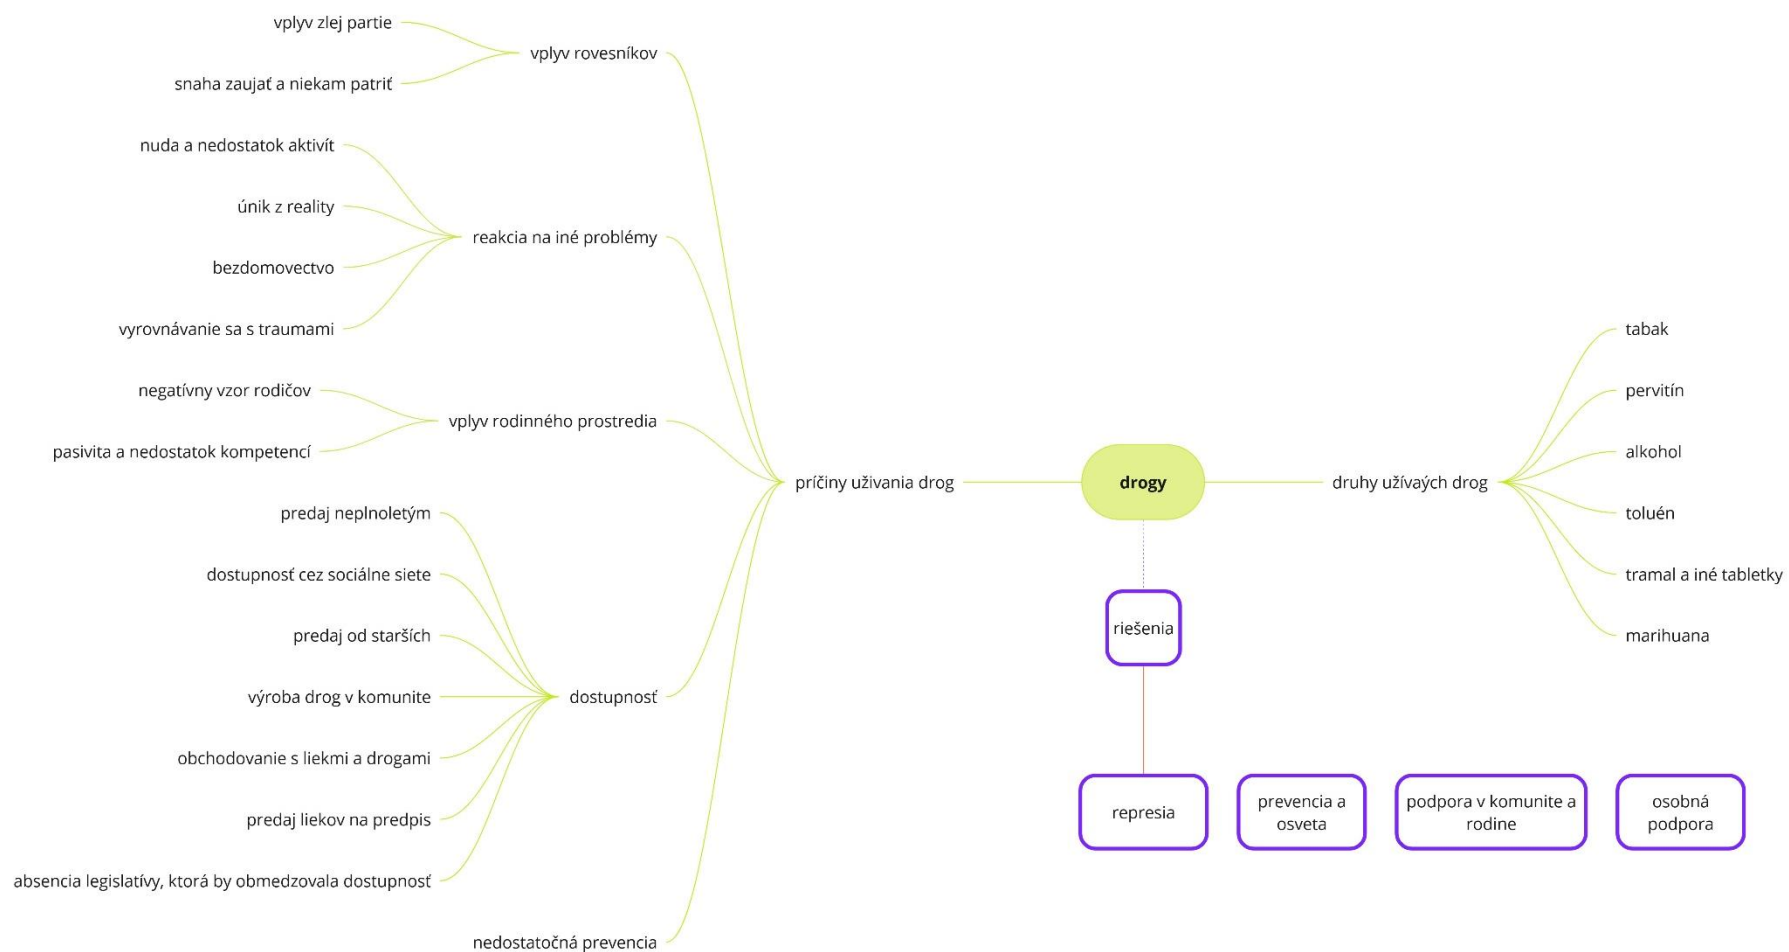 vplyv zlej partie
snaha zaujať a niekam patriť
vplyv rovesníkov
nuda a nedostatok aktivít
únik z reality
bezdomovectvo
vyrovnávanie sa s traumami
reakcia na iné problémy
negatívny vzor rodičov
pasivita a nedostatok kompetencí
vplyv rodinného prostredia
predaj neplnoletým
dostupnosť cez sociálne siete
predaj od starších
výroba drog v komunite
obchodovanie s liekmi a drogami
predaj liekov na predpis
absencia legislatívy, ktorá by obmedzovala dostupnosť
dostupnosť
nedostatočná prevencia
príčiny uživania drog
drogy
druhy užívaých drog
tabak
pervitín
alkohol
toluén
tramal a iné tabletky
marihuana
riešenia
represia
prevencia a
osveta
podpora v komunite a
rodine
osobná
podpora